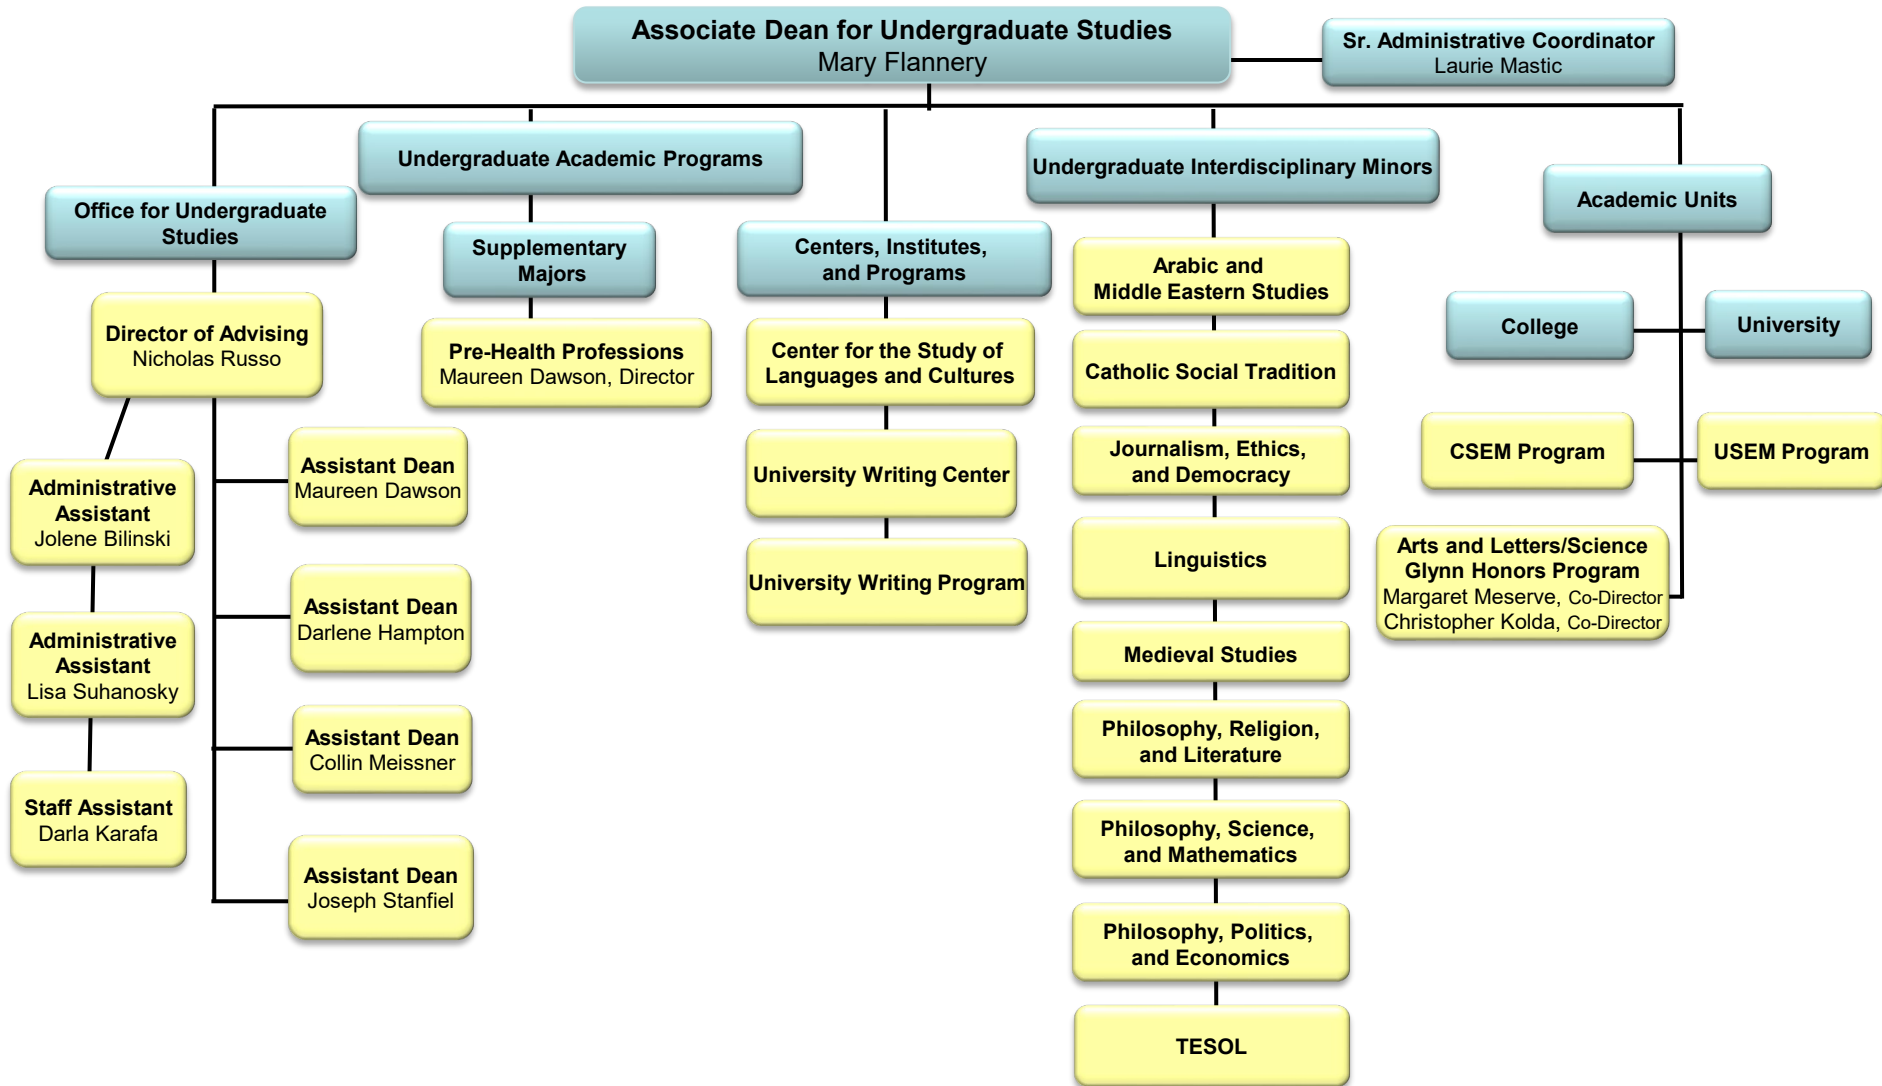 Associate Dean for Undergraduate Studies
Mary Flannery
Sr. Administrative Coordinator
Laurie Mastic
Office for Undergraduate
Studies
Director of Advising
Nicholas Russo
Administrative
Assistant
Jolene Bilinski
Administrative
Assistant
Lisa Suhanosky
Staff Assistant
Darla Karafa
Assistant Dean
Maureen Dawson
Assistant Dean
Darlene Hampton
Assistant Dean
Collin Meissner
Assistant Dean
Joseph Stanfiel
Undergraduate Academic Programs
Supplementary
Majors
Pre-Health Professions
Maureen Dawson, Director
Centers, Institutes,
and Programs
Center for the Study of
Languages and Cultures
University Writing Center
University Writing Program
Undergraduate Interdisciplinary Minors
Arabic and
Middle Eastern Studies
Catholic Social Tradition
Journalism, Ethics,
and Democracy
Linguistics
Medieval Studies
Philosophy, Religion,
and Literature
Philosophy, Science,
and Mathematics
Philosophy, Politics,
and Economics
TESOL
Academic Units
College
University
CSEM Program
USEM Program
Arts and Letters/Science
Glynn Honors Program
Margaret Meserve, Co-Director
Christopher Kolda, Co-Director